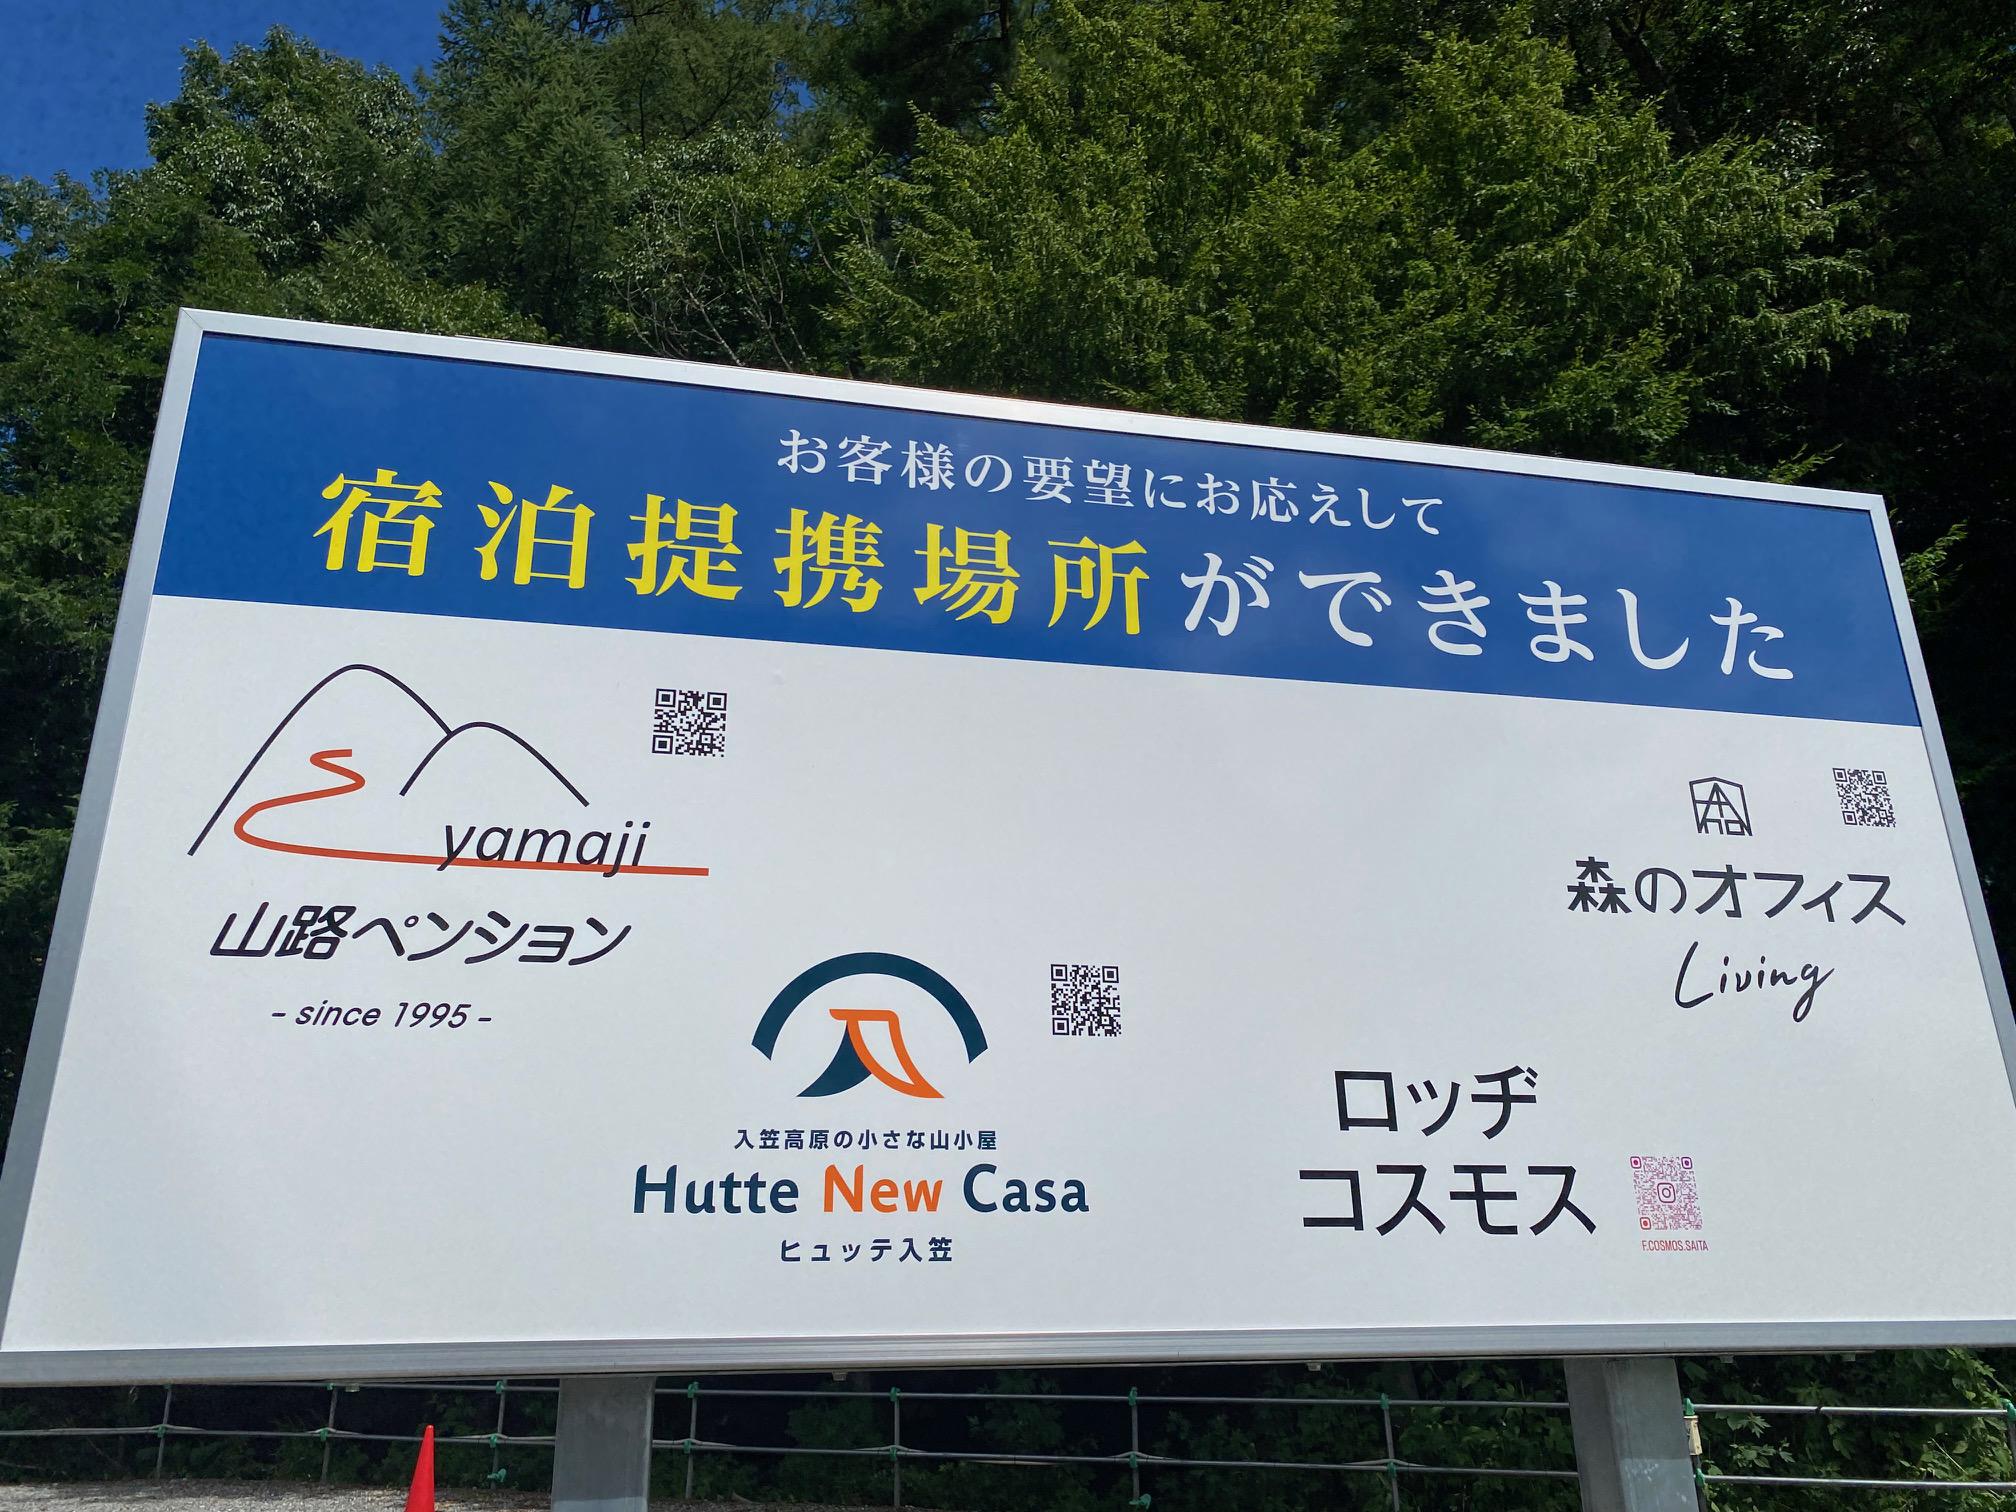 お客様の要望にお応えして
宿泊提携場所ができました
yamaji
山路ペンション
- since 1995 -
入笠高原の小さな山小屋
Hutte New Casa
ヒュッテ入笠
森のオフィス
Living
ロッヂ
コスモス
F.COSMOS.SAITA